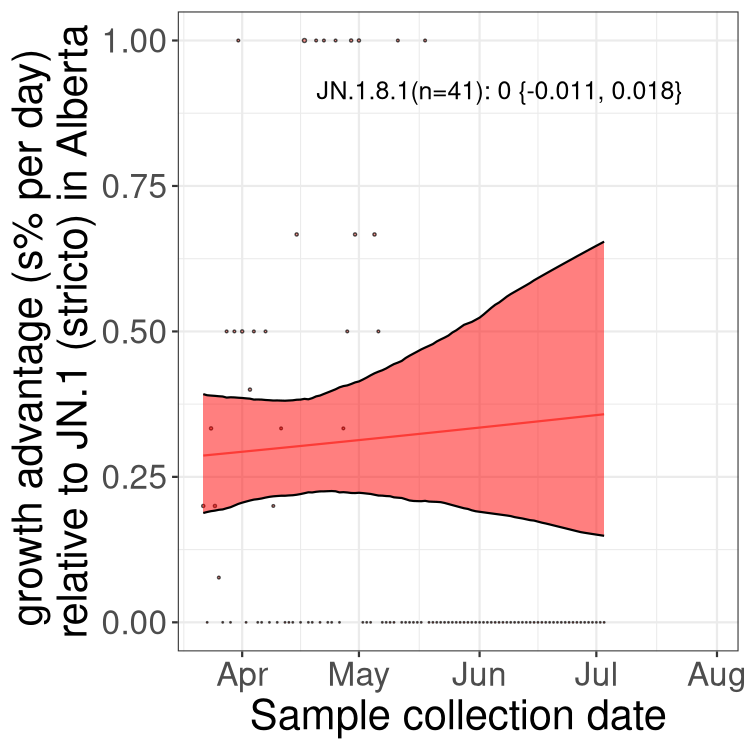 growth advantage (s% per day)
relative to JN.1 (stricto) in Alberta
1.00
0.75
0.50
0.25
0.00
JN.1.8.1(n=41): 0 {-0.011, 0.018}
Apr
May
Jun
Jul
Aug
Sample collection date